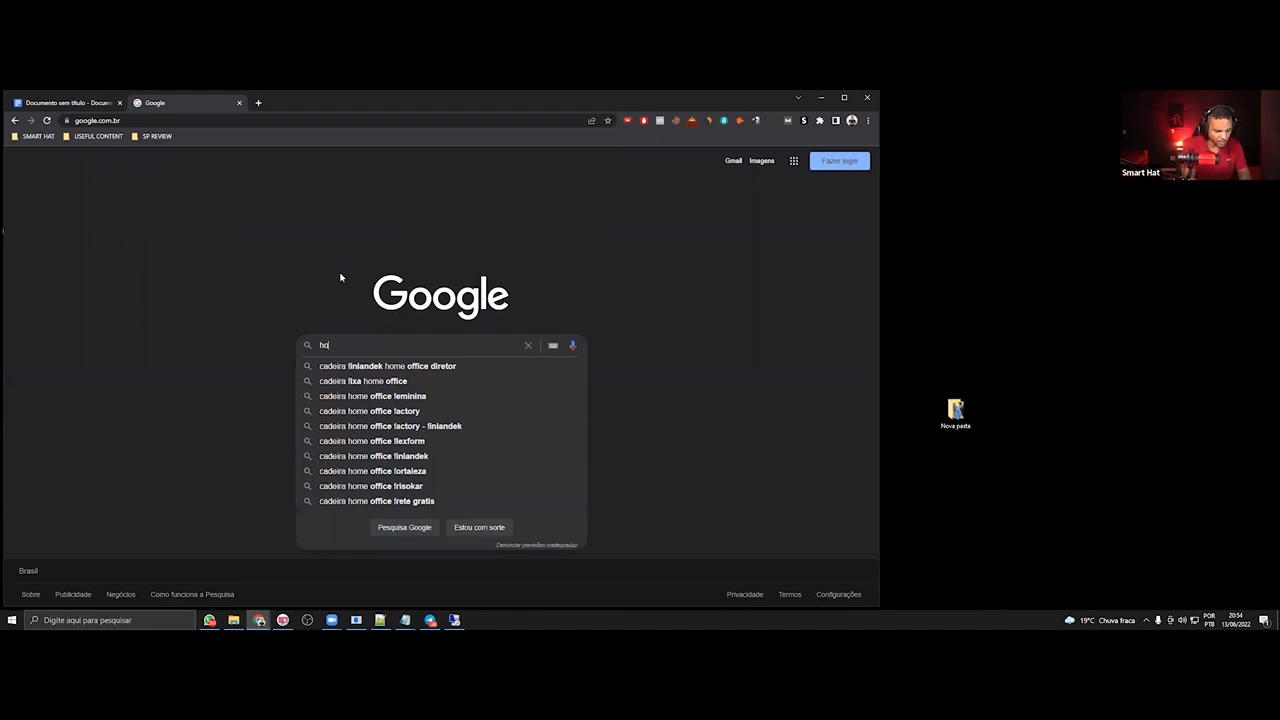 Documento sem título - Docum
Google
google.com.br
SMART HAT
USEFUL CONTENT
SP REVIEW
Gmail
Imagens
Fazer login
Smart Hat
Google
ho
cadeira finlandek home office diretor
cadeira fixa home office
cadeira home office feminina
cadeira home office factory
cadeira home office factory - finlandek
cadeira home office flexform
cadeira home office finlandek
cadeira home office fortaleza
cadeira home office frisokar
cadeira home office frete gratis
Pesquisa Google
Estou com sorte
Denunciar previsões inadequadas
Nova pasta
Brasil
Sobre
Publicidade
Negócios
Como funciona a Pesquisa
Privacidade
Termos
Configurações
Digite aqui para pesquisar
19°C Chuva fraca
POR
PTB
20:54
13/06/2022